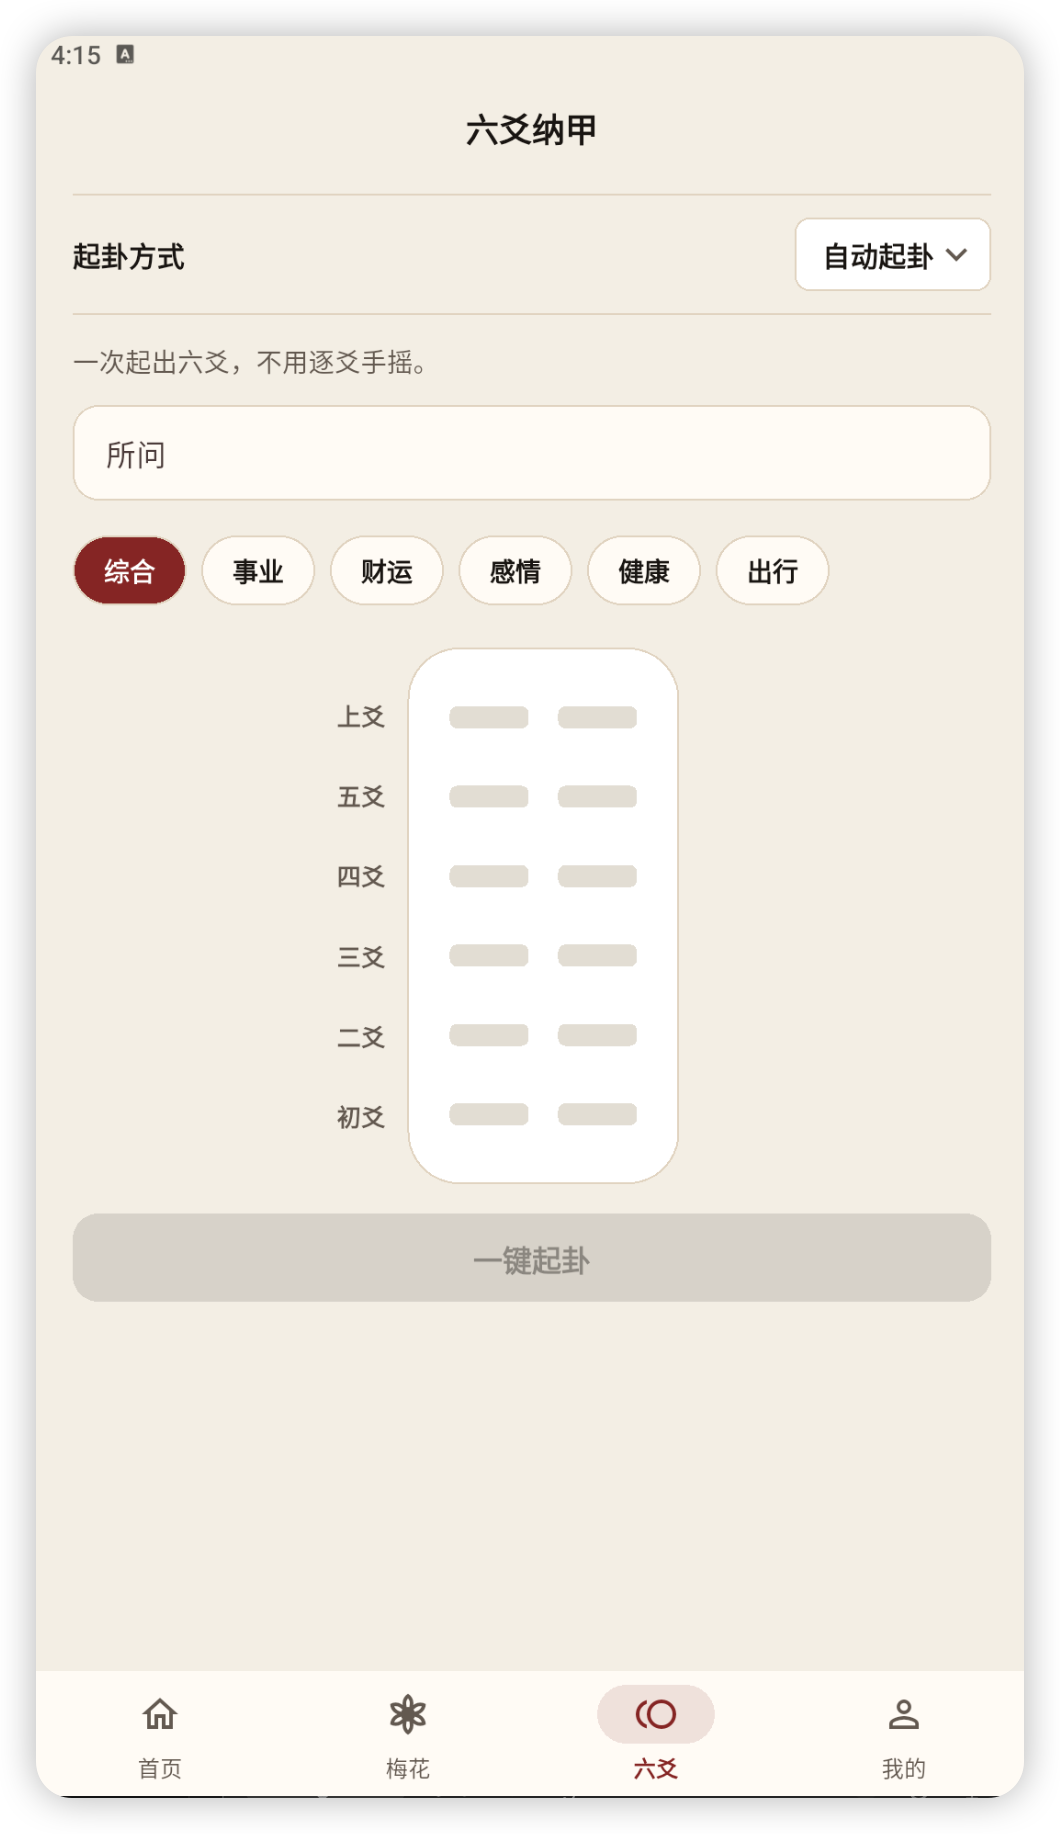 4:15 A
六爻纳甲
起卦方式 自动起卦
一次起出六爻，不用逐爻手摇。
所问
综合 事业 财运 感情 健康 出行
上爻
五爻
四爻
三爻
二爻
初爻
一键起卦
首页 梅花 六爻 我的